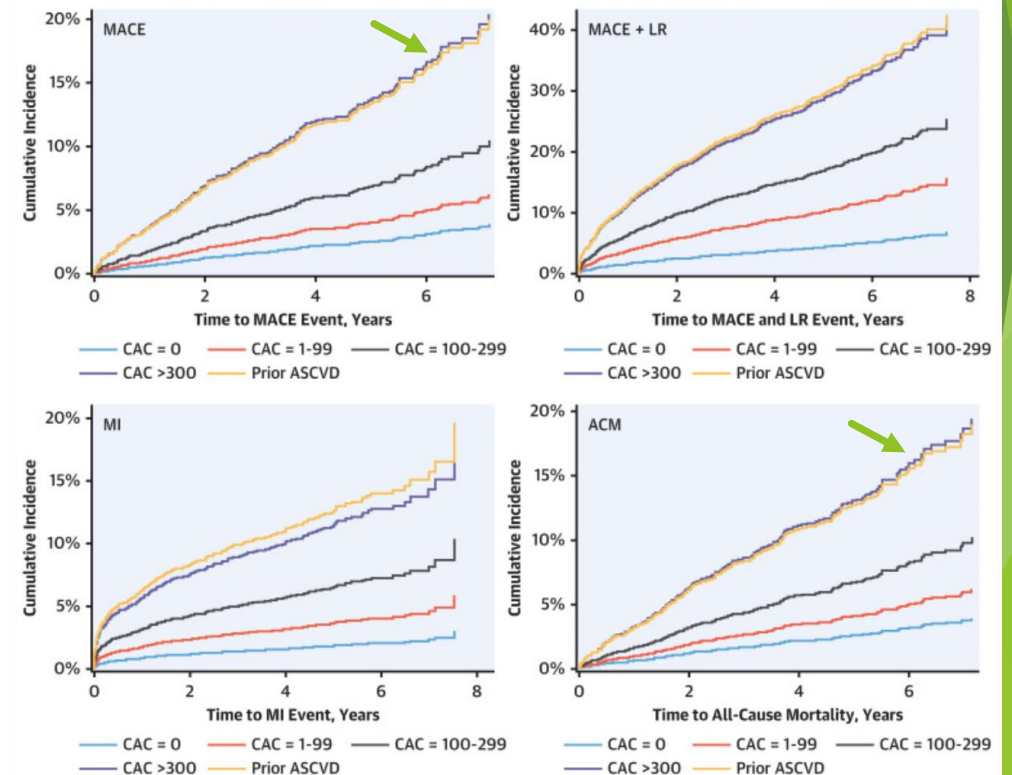 MACE
20%
15%
10%
5%
0%
Cumulative Incidence
0 2 4 6
Time to MACE Event, Years
CAC = 0 CAC = 1-99 CAC = 100-299
CAC >300 Prior ASCVD
MACE + LR
40%
30%
20%
10%
0%
Cumulative Incidence
0 2 4 6 8
Time to MACE and LR Event, Years
CAC = 0 CAC = 1-99 CAC = 100-299
CAC >300 Prior ASCVD
MI
20%
15%
10%
5%
0%
Cumulative Incidence
0 2 4 6 8
Time to MI Event, Years
CAC = 0 CAC = 1-99 CAC = 100-299
CAC >300 Prior ASCVD
ACM
20%
15%
10%
5%
0%
Cumulative Incidence
0 2 4 6
Time to All-Cause Mortality, Years
CAC = 0 CAC = 1-99 CAC = 100-299
CAC >300 Prior ASCVD